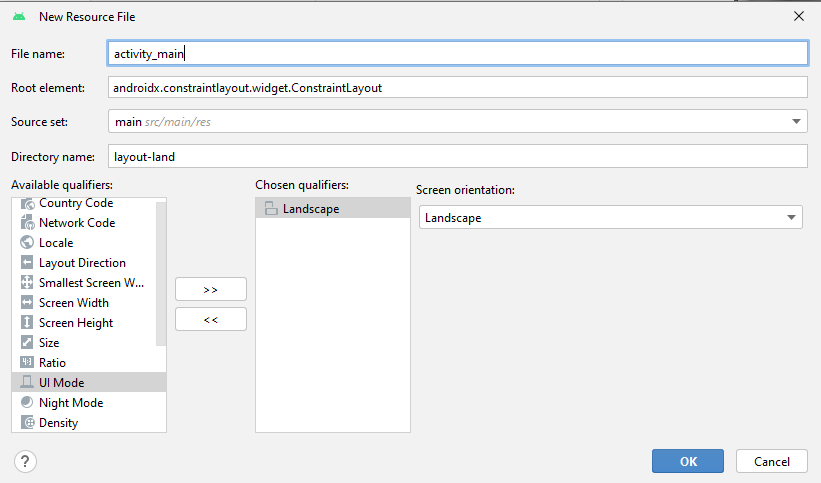 New Resource File
File name: activity_main
Root element: androidx.constraintlayout.widget.ConstraintLayout
Source set: main src/main/res
Directory name: layout-land
Available qualifiers:
Country Code
Network Code
Locale
Layout Direction
Smallest Screen W...
Screen Width
Screen Height
Size
4:3 Ratio
UI Mode
Night Mode
Density
>>
<<
Chosen qualifiers:
Landscape
Screen orientation:
Landscape
?
OK
Cancel